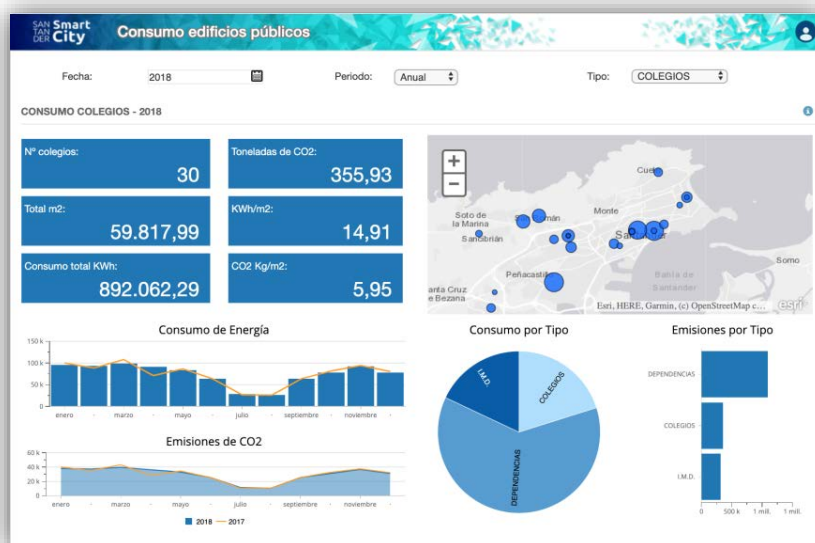 SAN TAN DER Smart City
Consumo edificios públicos
Fecha: 2018 Periodo: Anual Tipo: COLEGIOS
CONSUMO COLEGIOS - 2018
Nº colegios:
30
Toneladas de CO2:
355,93
Total m2:
59.817,99
KWh/m2:
14,91
Consumo total KWh:
892.062,29
CO2 Kg/m2:
5,95
+
−
Cueto
Monte
Soto de
la Marina
San Román
Sancibrián
Santander
Peñacastillo
Bahía de
Santander
Somo
anta Cruz
e Bezana
Esri, HERE, Garmin, (c) OpenStreetMap c...
esri
Consumo de Energía
150 k
100 k
50 k
0
enero - marzo - mayo - julio - septiembre - noviembre -
Emisiones de CO2
60 k
40 k
20 k
0
enero - marzo - mayo - julio - septiembre - noviembre -
2018 2017
Consumo por Tipo
I.M.D.
COLEGIOS
DEPENDENCIAS
Emisiones por Tipo
DEPENDENCIAS
COLEGIOS
I.M.D.
0 500 k 1 mill. 1 mill.